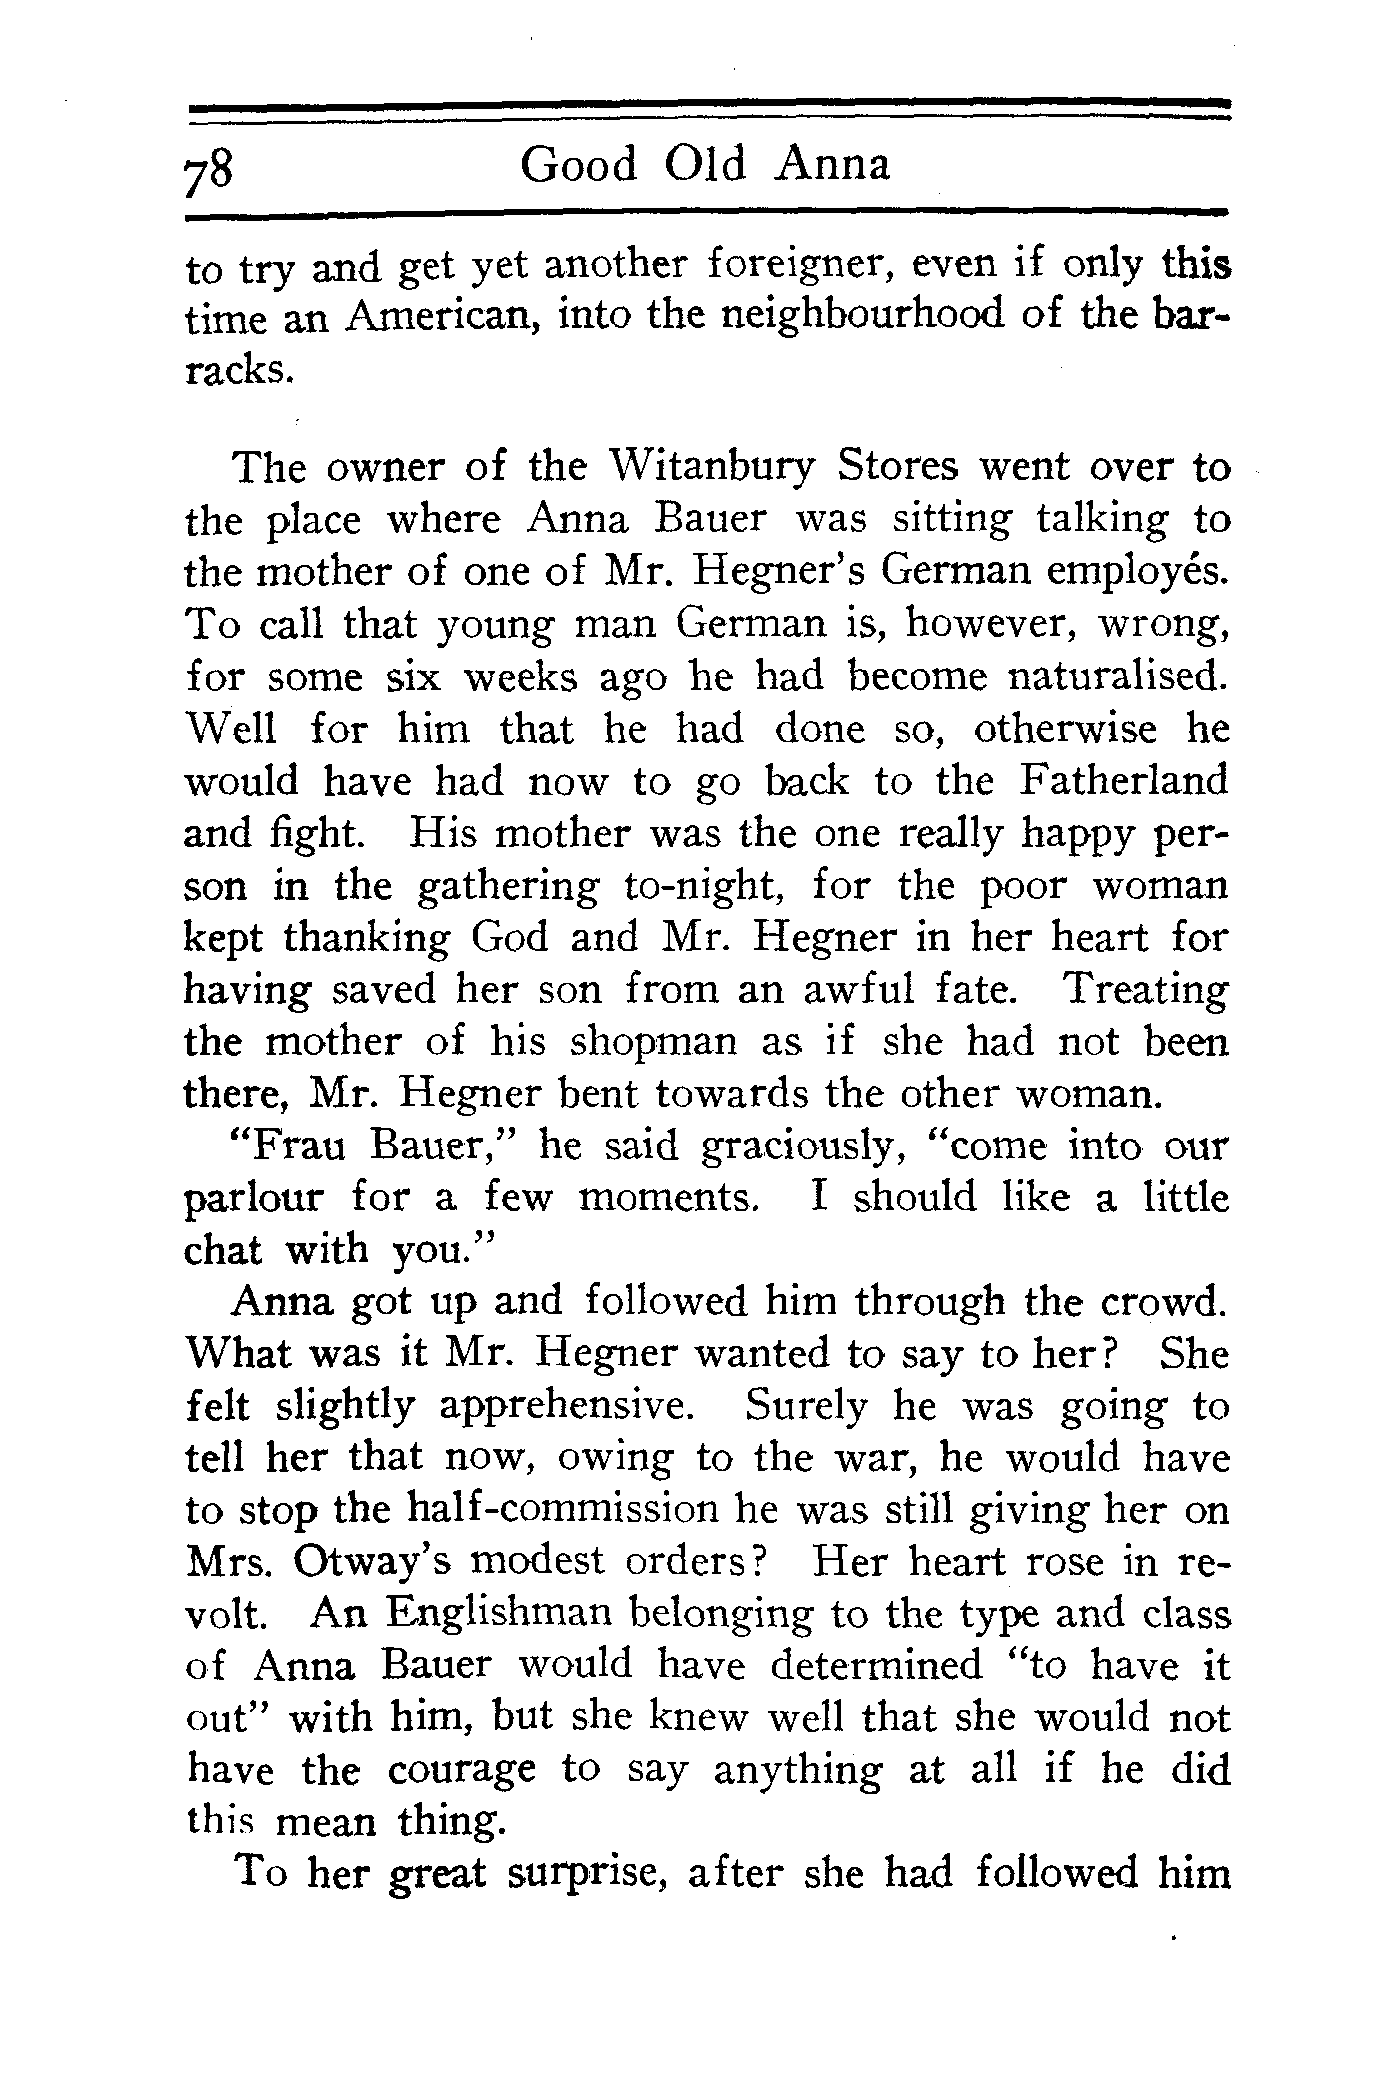 78 Good Old Anna
to try and get yet another foreigner, even if only this
time an American, into the neighbourhood of the bar-
racks.
The owner of the Witanbury Stores went over to
the place where Anna Bauer was sitting talking to
the mother of one of Mr. Hegner's German employés.
To call that young man German is, however, wrong,
for some six weeks ago he had become naturalised.
Well for him that he had done so, otherwise he
would have had now to go back to the Fatherland
and fight. His mother was the one really happy per-
son in the gathering to-night, for the poor woman
kept thanking God and Mr. Hegner in her heart for
having saved her son from an awful fate. Treating
the mother of his shopman as if she had not been
there, Mr. Hegner bent towards the other woman.
"Frau Bauer," he said graciously, "come into our
parlour for a few moments. I should like a little
chat with you."
Anna got up and followed him through the crowd.
What was it Mr. Hegner wanted to say to her? She
felt slightly apprehensive. Surely he was going to
tell her that now, owing to the war, he would have
to stop the half-commission he was still giving her on
Mrs. Otway's modest orders? Her heart rose in re-
volt. An Englishman belonging to the type and class
of Anna Bauer would have determined "to have it
out" with him, but she knew well that she would not
have the courage to say anything at all if he did
this mean thing.
To her great surprise, after she had followed him